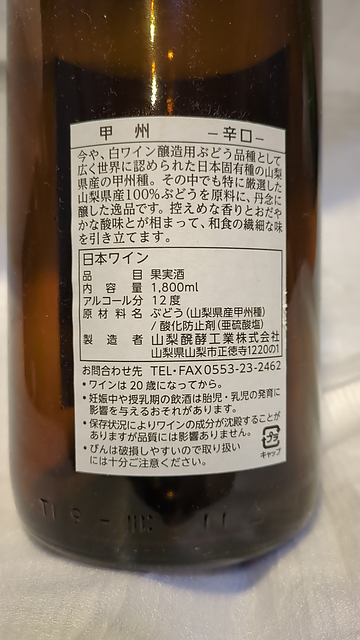 甲州 ー辛口ー
今や、白ワイン醸造用ぶどう品種として
広く世界に認められた日本固有種の山梨
県産の甲州種。その中でも特に厳選した
山梨県産100%ぶどうを原料に、丹念に
醸した逸品です。控えめな香りとおだや
かな酸味とが相まって、和食の繊細な味
を引き立てます。
日本ワイン
品目 果実酒
内容量 1,800ml
アルコール分 12度
原材料名 ぶどう(山梨県産甲州種)
/酸化防止剤(亜硫酸塩)
製造者 山梨醗酵工業株式会社
山梨県山梨市正徳寺1220の1
お問合わせ先 TEL・FAX0553-23-2462
・ワインは20歳になってから。
・妊娠中や授乳期の飲酒は胎児・乳児の発育に
影響を与えるおそれがあります。
・保存状況によりワインの成分が沈殿することが
ありますが品質には影響ありません。
・びんは破損しやすいので取り扱い
には十分ご注意ください。
プラ
キャップ